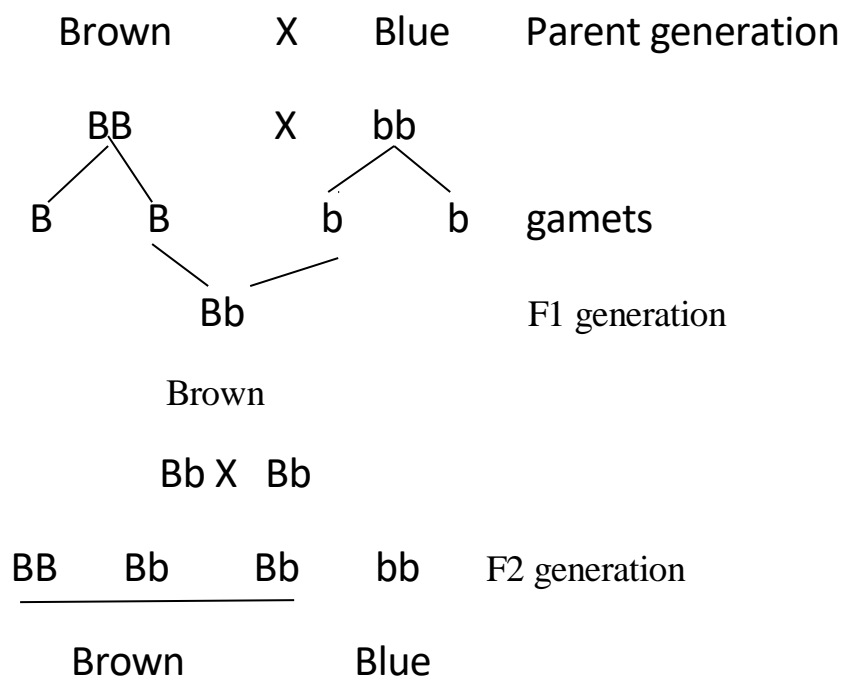 Brown X Blue Parent generation
BB X bb
B B b b gamets
Bb F1 generation
Brown
Bb X Bb
BB Bb Bb bb F2 generation
Brown Blue